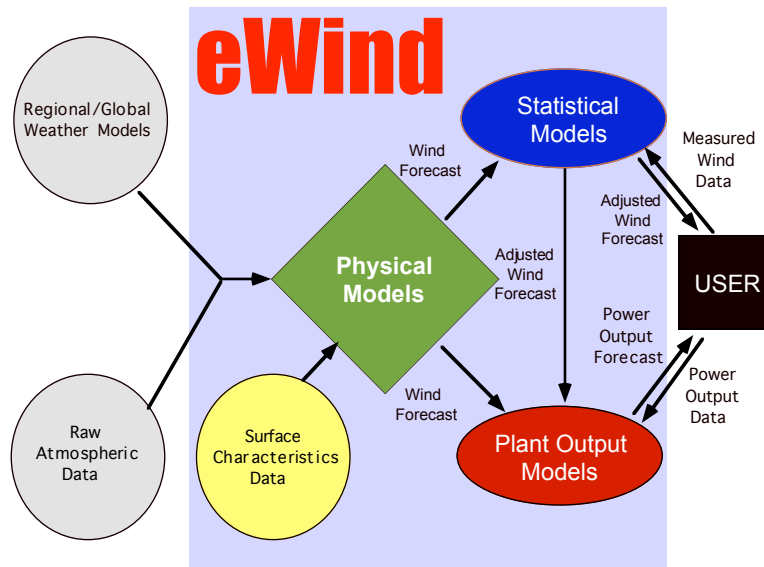 eWind
Regional/Global
Weather Models
Statistical
Models
Measured
Wind
Data
Wind
Forecast
Adjusted
Wind
Forecast
Physical
Models
Adjusted
Wind
Forecast
USER
Power
Output
Forecast
Wind
Forecast
Power
Output
Data
Raw
Atmospheric
Data
Surface
Characteristics
Data
Plant Output
Models